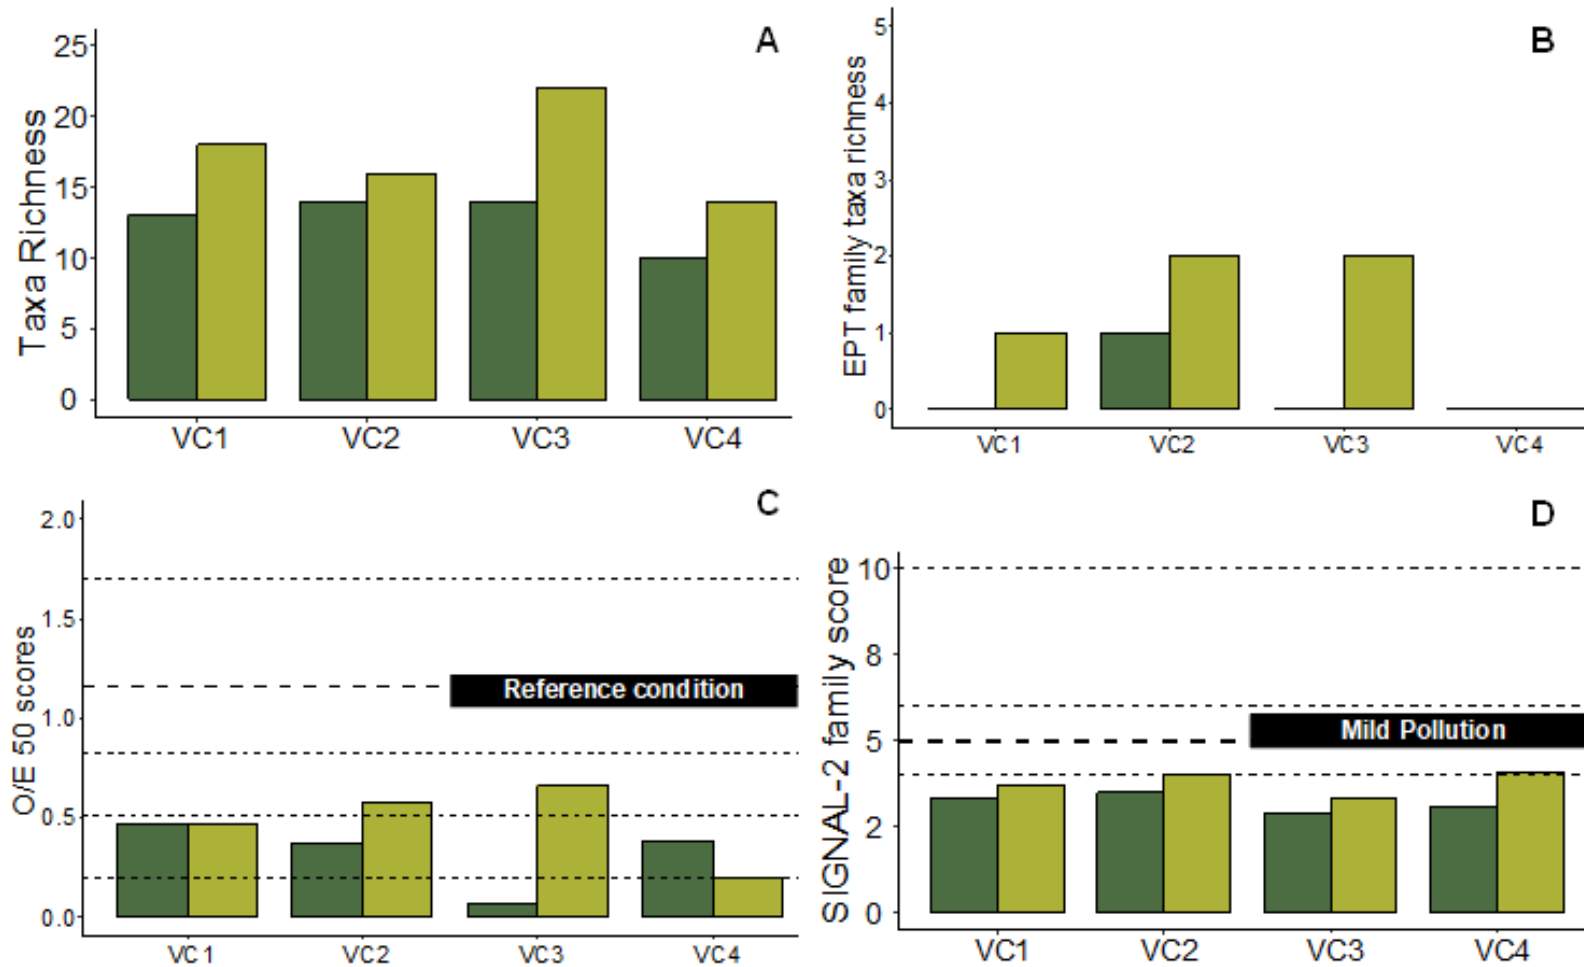 A
Taxa Richness
25
20
15
10
5
0
VC1 VC2 VC3 VC4
B
EPT family taxa richness
5
4
3
2
1
0
VC1 VC2 VC3 VC4
C
O/E 50 scores
2.0
1.5
1.0
0.5
0.0
Reference condition
VC1 VC2 VC3 VC4
D
SIGNAL-2 family score
10
8
5
2
0
Mild Pollution
VC1 VC2 VC3 VC4